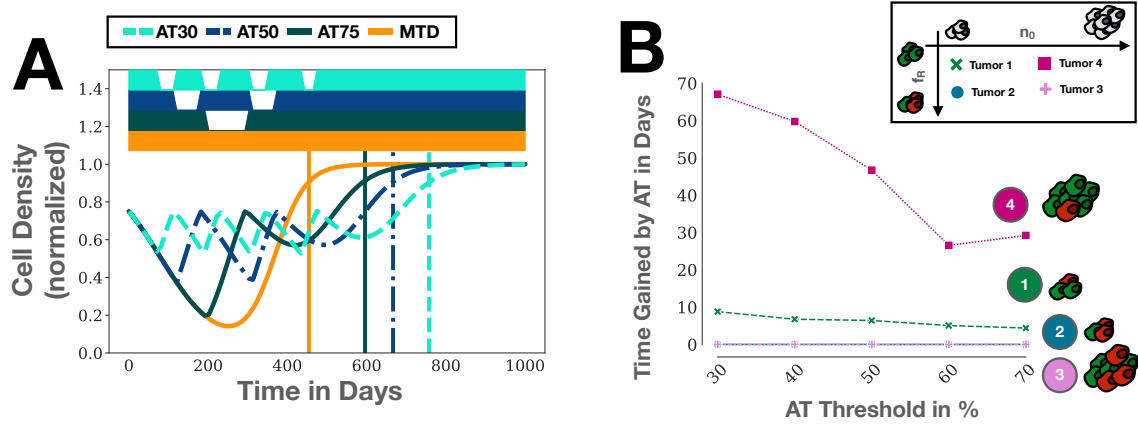 A
AT30 AT50 AT75 MTD
Cell Density
(normalized)
1.4
1.2
1.0
0.8
0.6
0.4
0.2
0.0
0 200 400 600 800 1000
Time in Days
B
n0
fR
Tumor 1 Tumor 4
Tumor 2 Tumor 3
Time Gained by AT in Days
70
60
50
40
30
20
10
0
4
1
2
3
30 40 50 60 70
AT Threshold in %